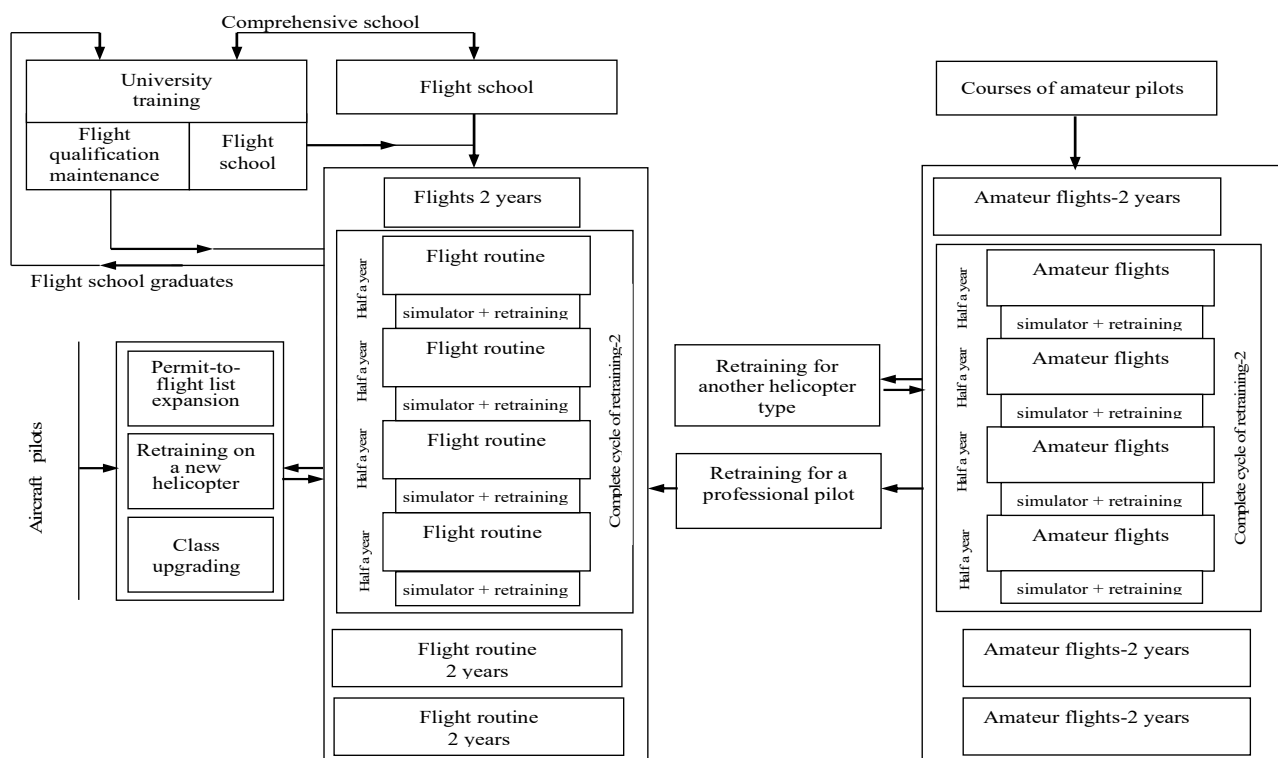 Comprehensive school
University
training
Flight
qualification
maintenance
Flight
school
Flight school
Courses of amateur pilots
Flight school graduates
Flights 2 years
Half a year
Flight routine
simulator + retraining
Half a year
Flight routine
simulator + retraining
Half a year
Flight routine
simulator + retraining
Half a year
Flight routine
simulator + retraining
Complete cycle of retraining-2
Flight routine
2 years
Flight routine
2 years
Aircraft pilots
Permit-to-
flight list
expansion
Retraining on
a new
helicopter
Class
upgrading
Retraining for
another helicopter
type
Retraining for a
professional pilot
Amateur flights-2 years
Half a year
Amateur flights
simulator + retraining
Half a year
Amateur flights
simulator + retraining
Half a year
Amateur flights
simulator + retraining
Half a year
Amateur flights
simulator + retraining
Complete cycle of retraining-2
Amateur flights-2 years
Amateur flights-2 years